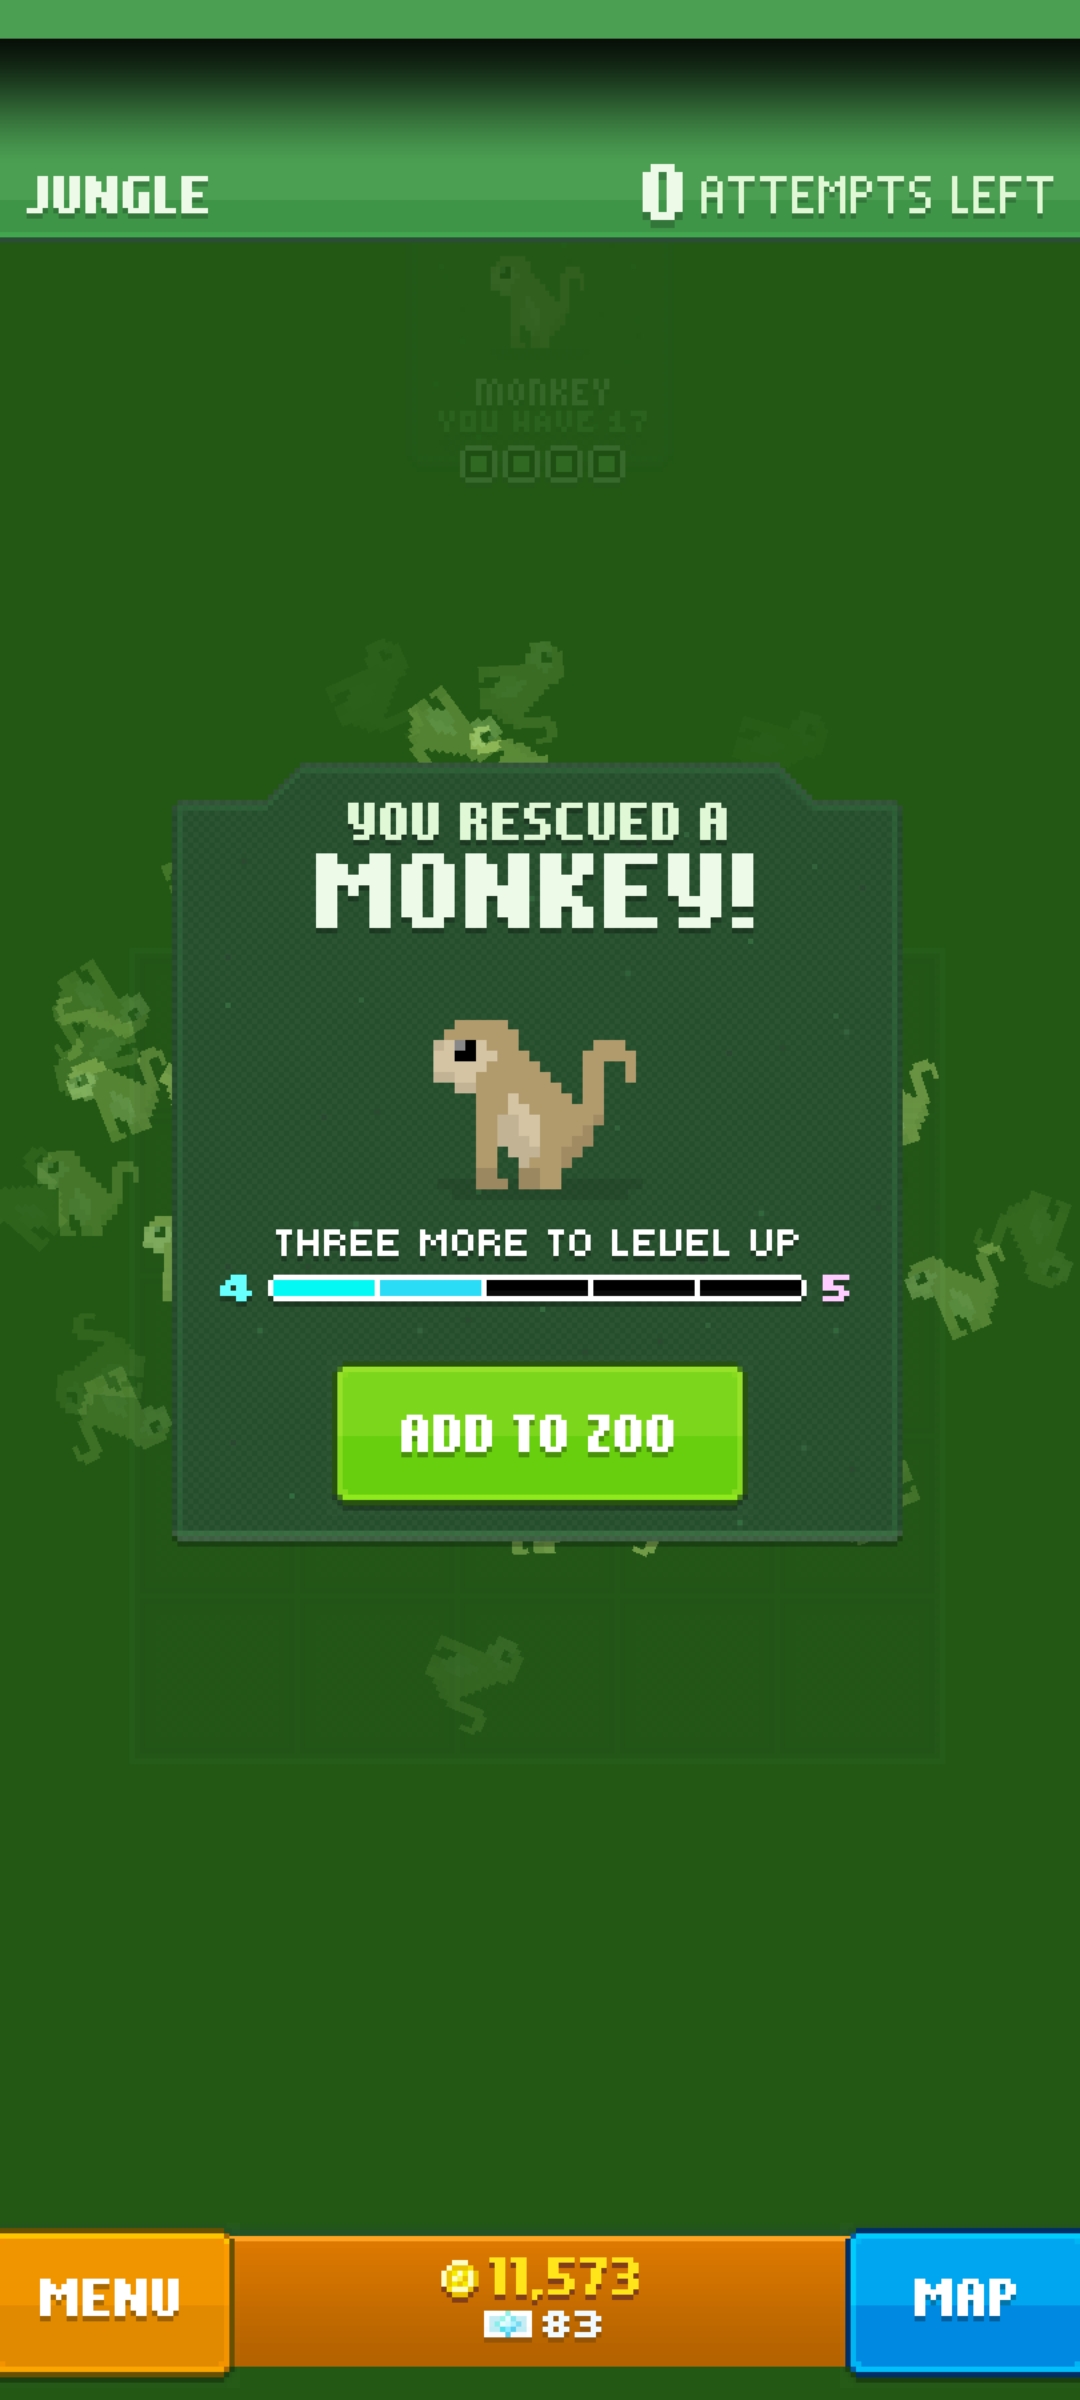 JUNGLE
0 ATTEMPTS LEFT
MONKEY
YOU HAVE 17
YOU RESCUED A
MONKEY!
THREE MORE TO LEVEL UP
4 5
ADD TO ZOO
MENU
11,573
83
MAP